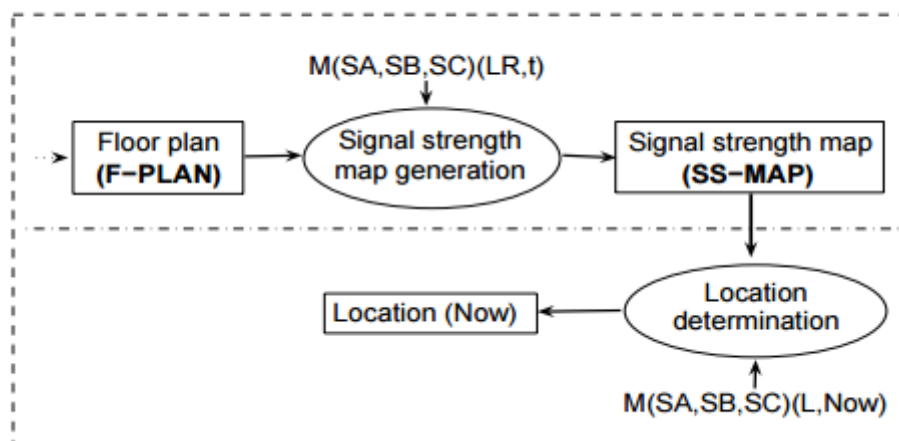 M(SA,SB,SC)(LR,t)
Floor plan
(F−PLAN)
Signal strength
map generation
Signal strength map
(SS−MAP)
Location (Now)
Location
determination
M(SA,SB,SC)(L,Now)